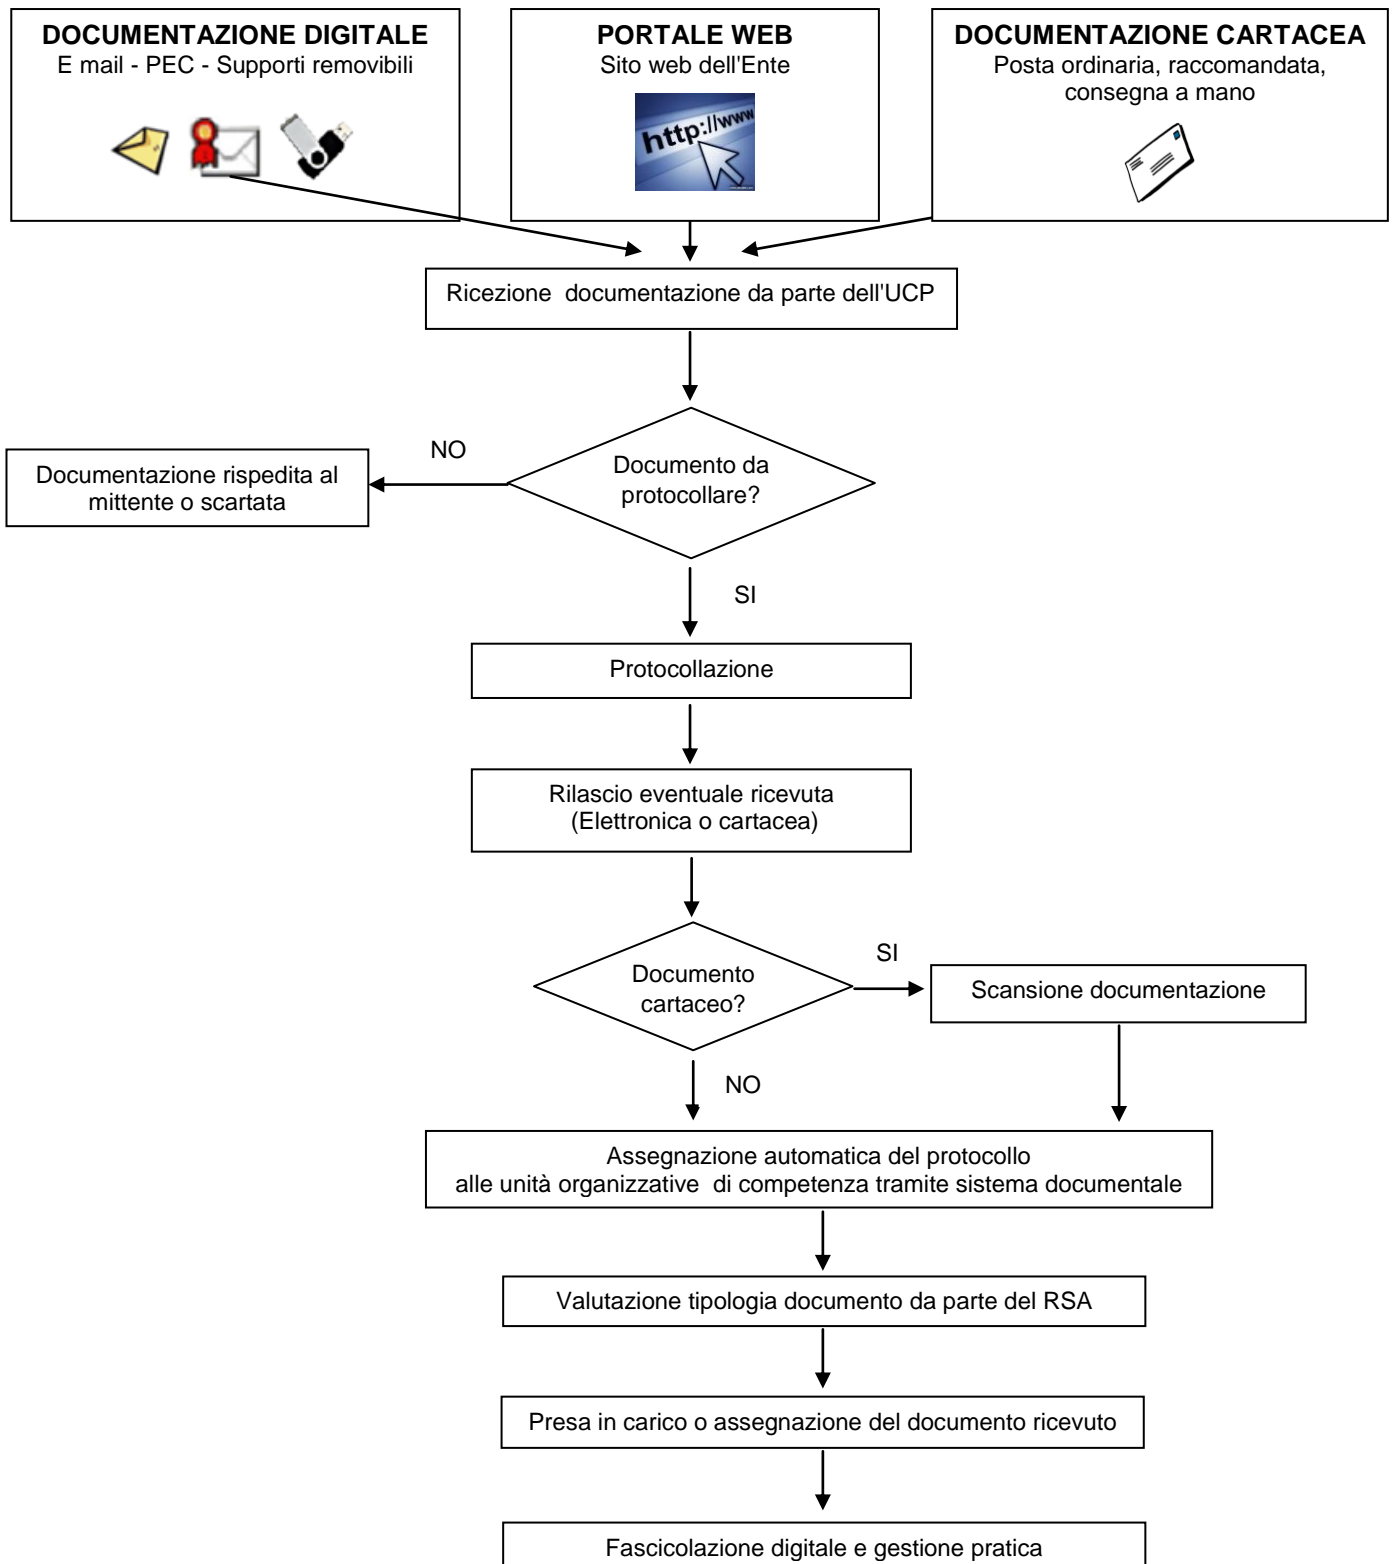 DOCUMENTAZIONE DIGITALE
E mail - PEC - Supporti removibili
PORTALE WEB
Sito web dell'Ente
http://www
DOCUMENTAZIONE CARTACEA
Posta ordinaria, raccomandata,
consegna a mano
Ricezione documentazione da parte dell'UCP
Documento da
protocollare?
NO
Documentazione rispedita al
mittente o scartata
SI
Protocollazione
Rilascio eventuale ricevuta
(Elettronica o cartacea)
Documento
cartaceo?
SI
Scansione documentazione
NO
Assegnazione automatica del protocollo
alle unità organizzative di competenza tramite sistema documentale
Valutazione tipologia documento da parte del RSA
Presa in carico o assegnazione del documento ricevuto
Fascicolazione digitale e gestione pratica